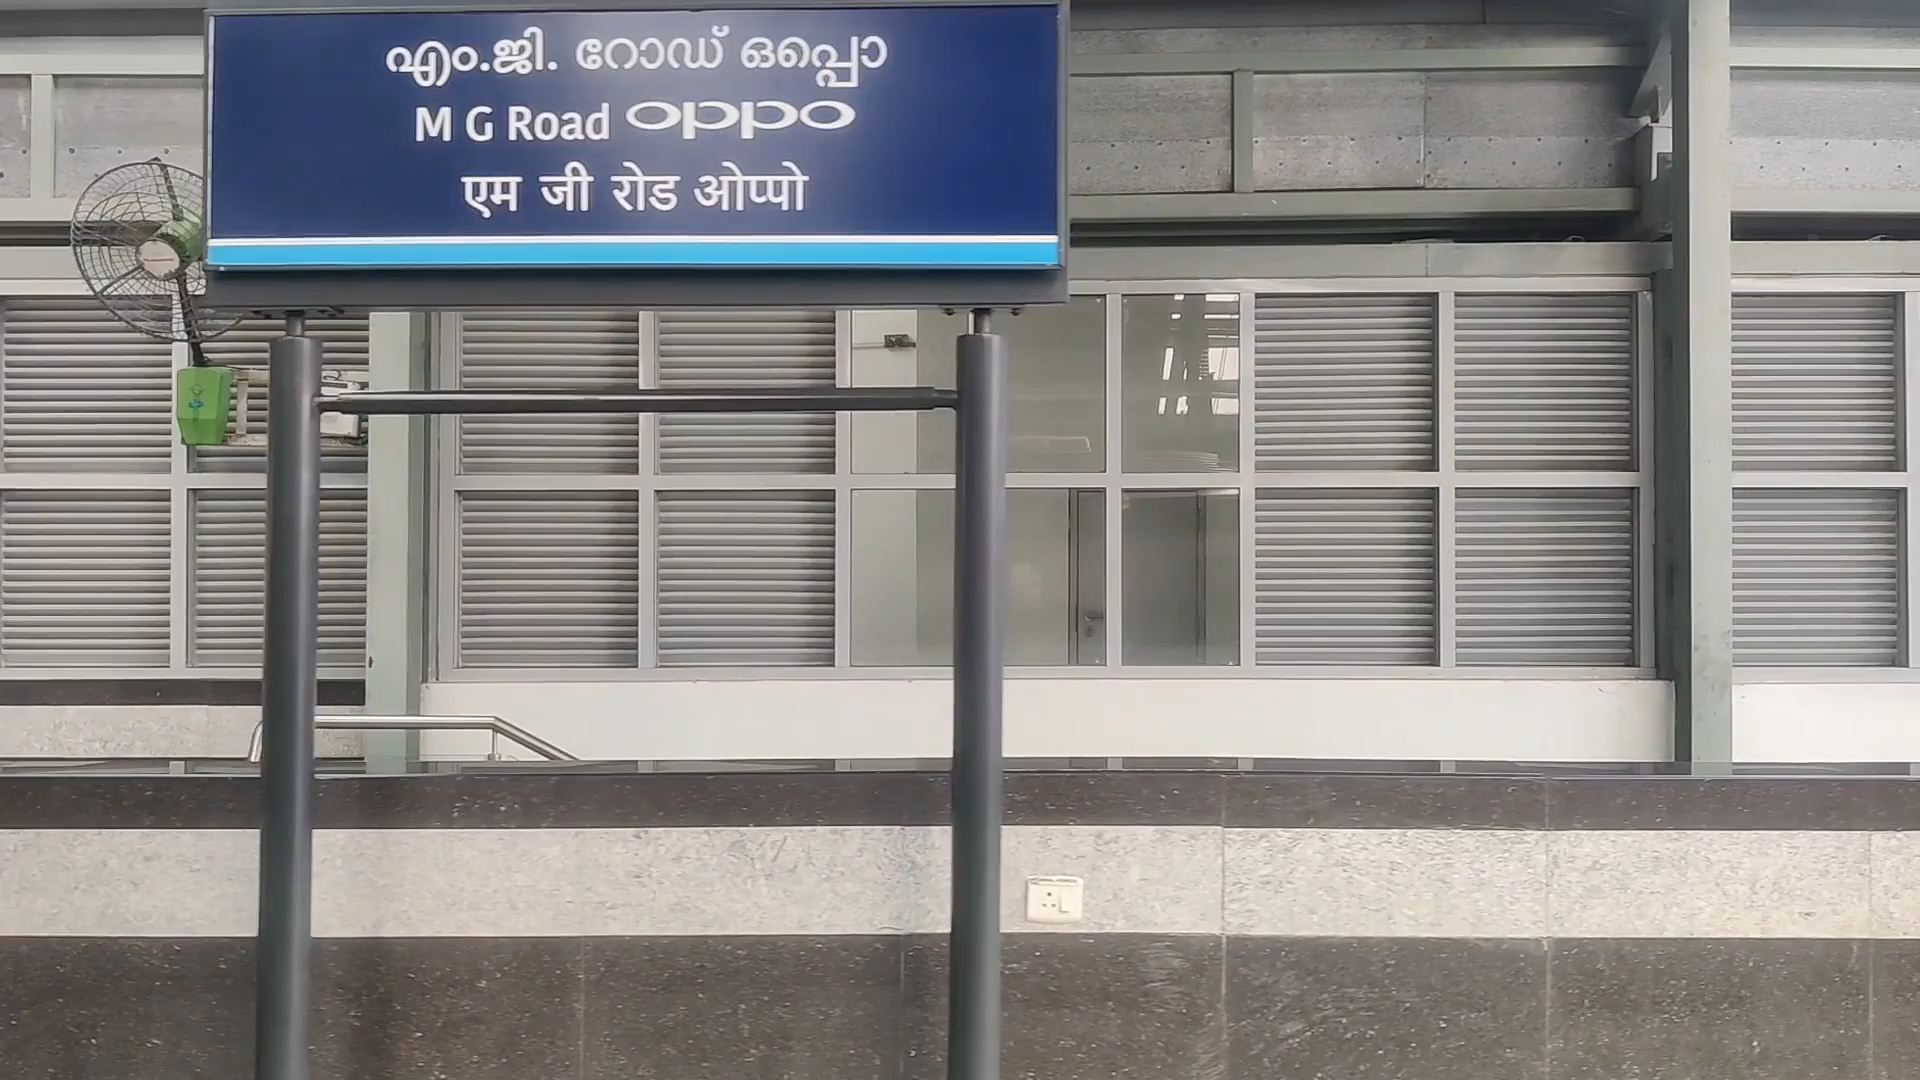 എം.ജി. റോഡ് ഒപ്പൊ
M G Road oppo
एम जी रोड ओप्पो